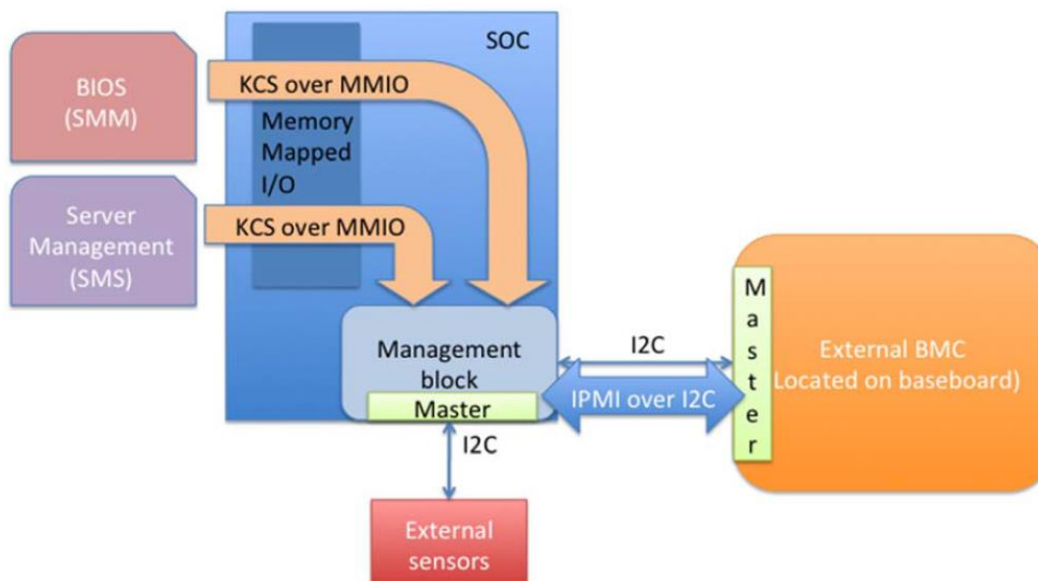 SOC
BIOS
(SMM)
KCS over MMIO
Memory
Mapped
I/O
Server
Management
(SMS)
KCS over MMIO
Management
block
Master
I2C
IPMI over I2C
Master
External BMC
Located on baseboard)
I2C
External
sensors